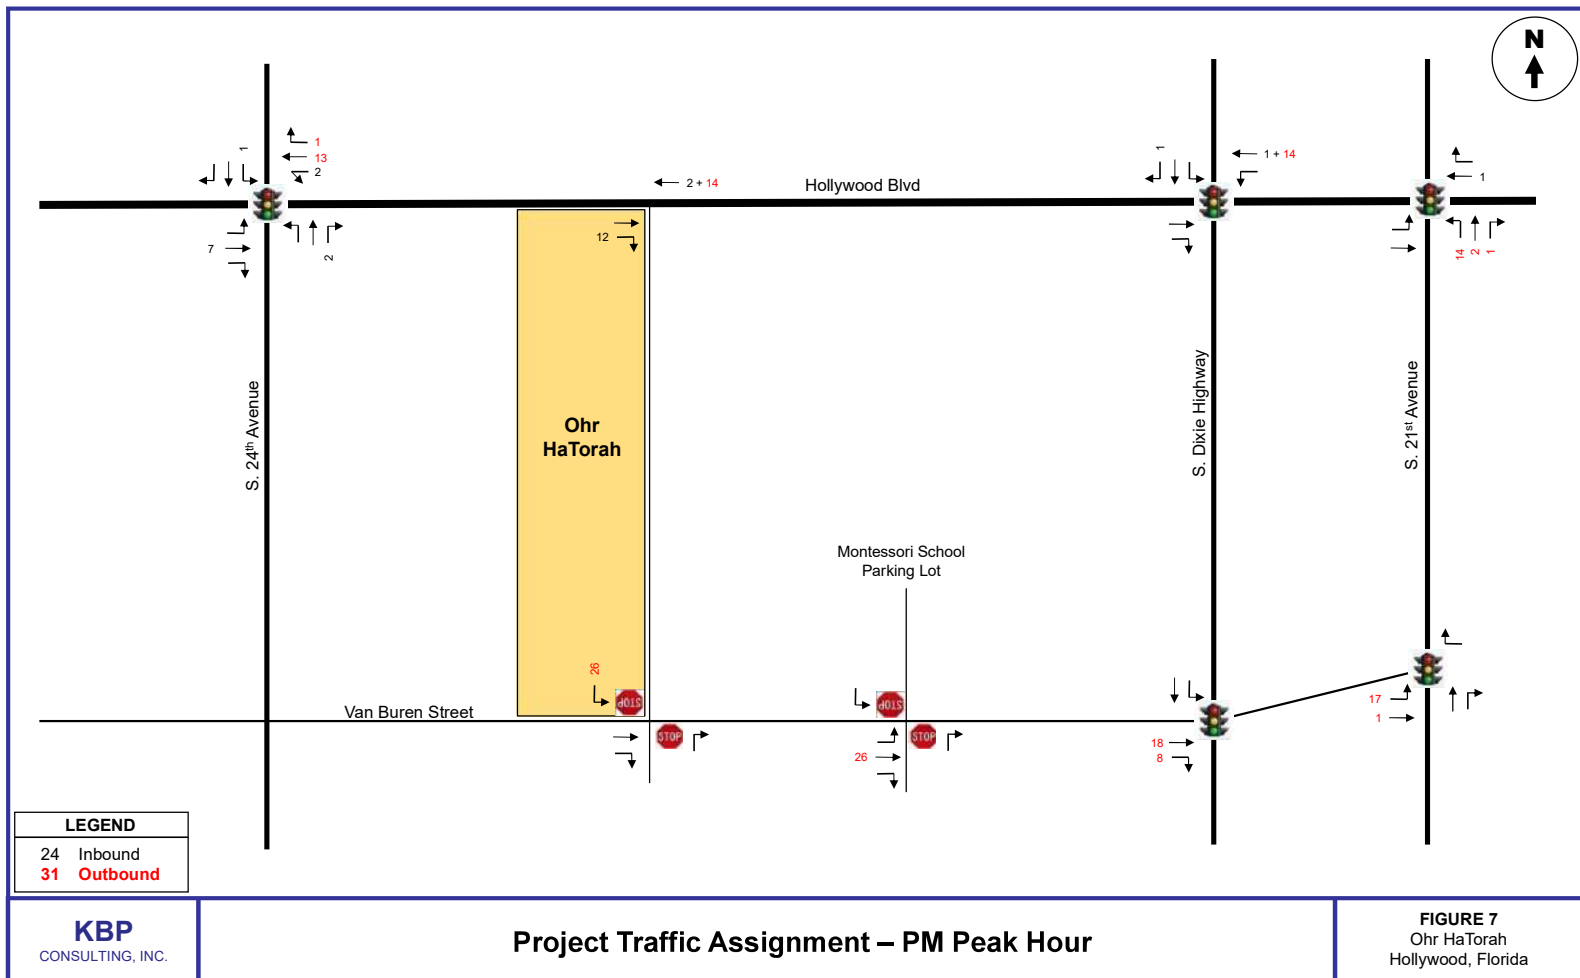 N
1
1
13
2
7
2
2 + 14
Hollywood Blvd
12
1
1 + 14
1
14
2
1
S. 24th Avenue
Ohr
HaTorah
S. Dixie Highway
S. 21st Avenue
Montessori School
Parking Lot
26
STOP
Van Buren Street
STOP
STOP
STOP
26
18
8
17
1
LEGEND
24 Inbound
31 Outbound
KBP
CONSULTING, INC.
Project Traffic Assignment – PM Peak Hour
FIGURE 7
Ohr HaTorah
Hollywood, Florida